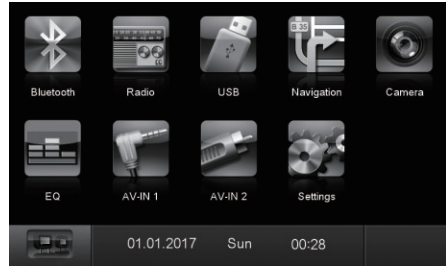 B 35
Bluetooth Radio USB Navigation Camera
EQ AV-IN 1 AV-IN 2 Settings
01.01.2017 Sun 00:28